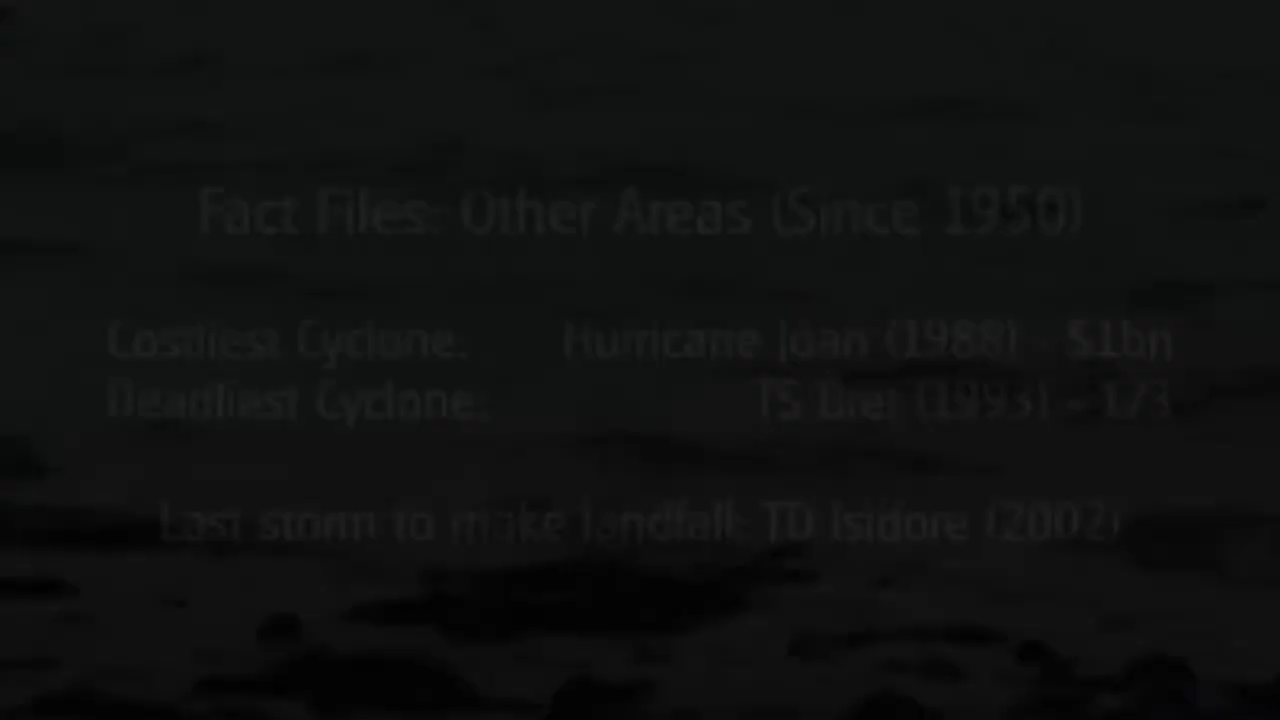 Fact Files: Other Areas (Since 1950)
Costliest Cyclone: Hurricane Joan (1988) - $1bn
Deadliest Cyclone: TS Bret (1993) - 173
Last storm to make landfall: TD Isidore (2002)